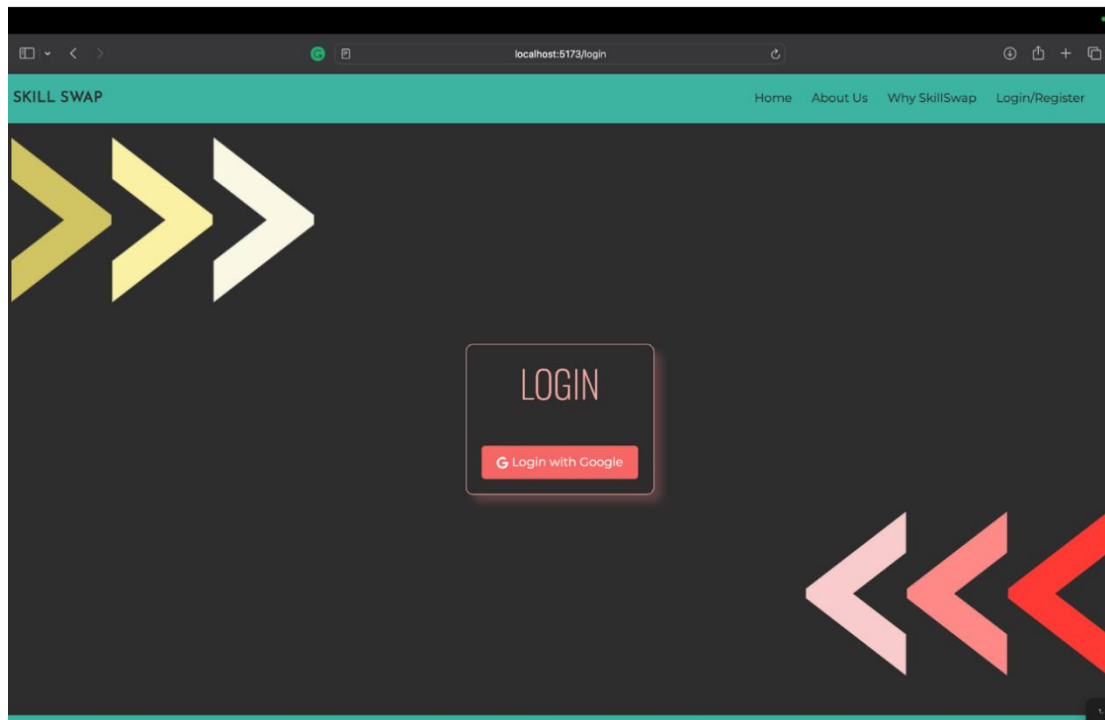 localhost:5173/login
SKILL SWAP
Home About Us Why SkillSwap Login/Register
LOGIN
G Login with Google